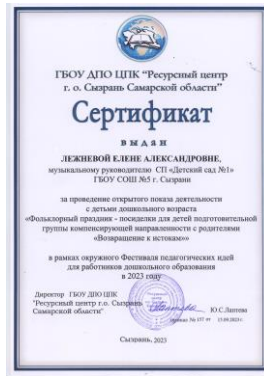 ГБОУ ДПО ЦПК "Ресурсный центр
г. о. Сызрань Самарской области"
Сертификат
выдан
ЛЕЖНЕВОЙ ЕЛЕНЕ АЛЕКСАНДРОВНЕ,
музыкальному руководителю СП «Детский сад №1»
ГБОУ СОШ №5 г. Сызрани
за проведение открытого показа деятельности
с детьми дошкольного возраста
«Фольклорный праздник - посиделки для детей подготовительной
группы компенсирующей направленности с родителями
«Возвращение к истокам»»
в рамках окружного Фестиваля педагогических идей
для работников дошкольного образования
в 2023 году
Директор ГБОУ ДПО ЦПК
"Ресурсный центр г.о. Сызрань
Самарской области"
Ю.С.Лаптева
Сызрань, 2023